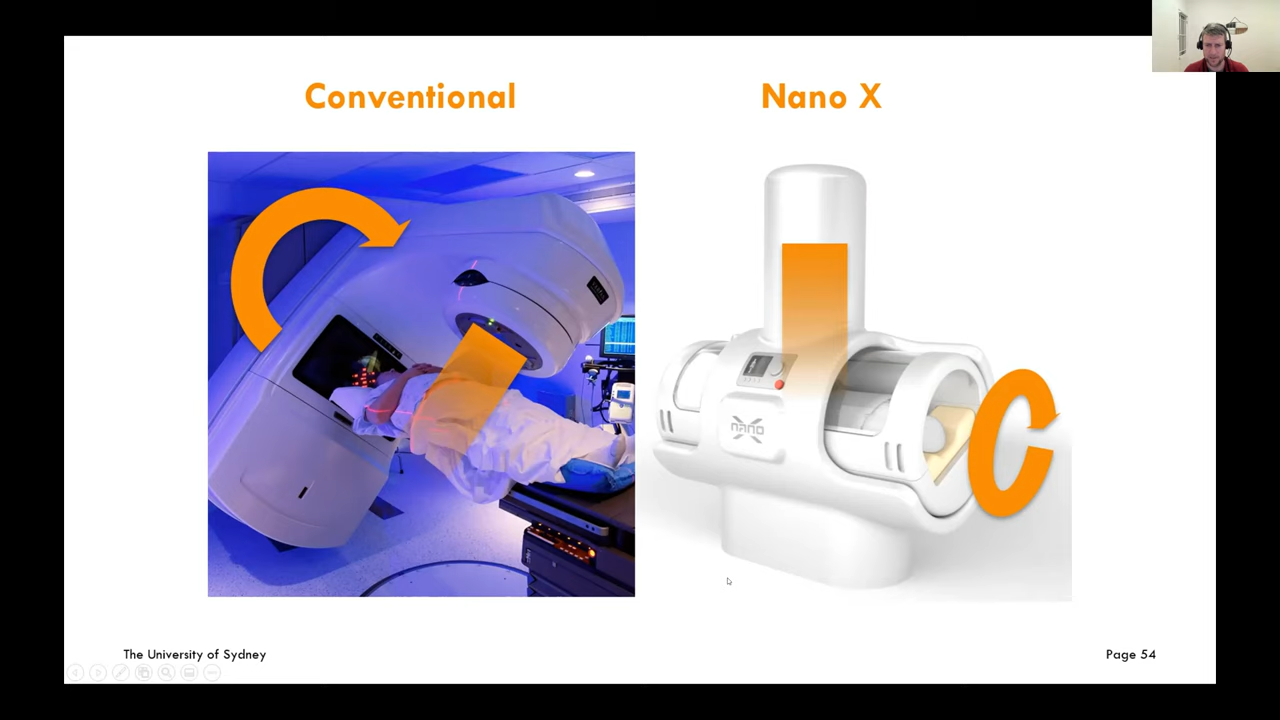 Conventional
Nano X
nano
X
The University of Sydney
Page 54